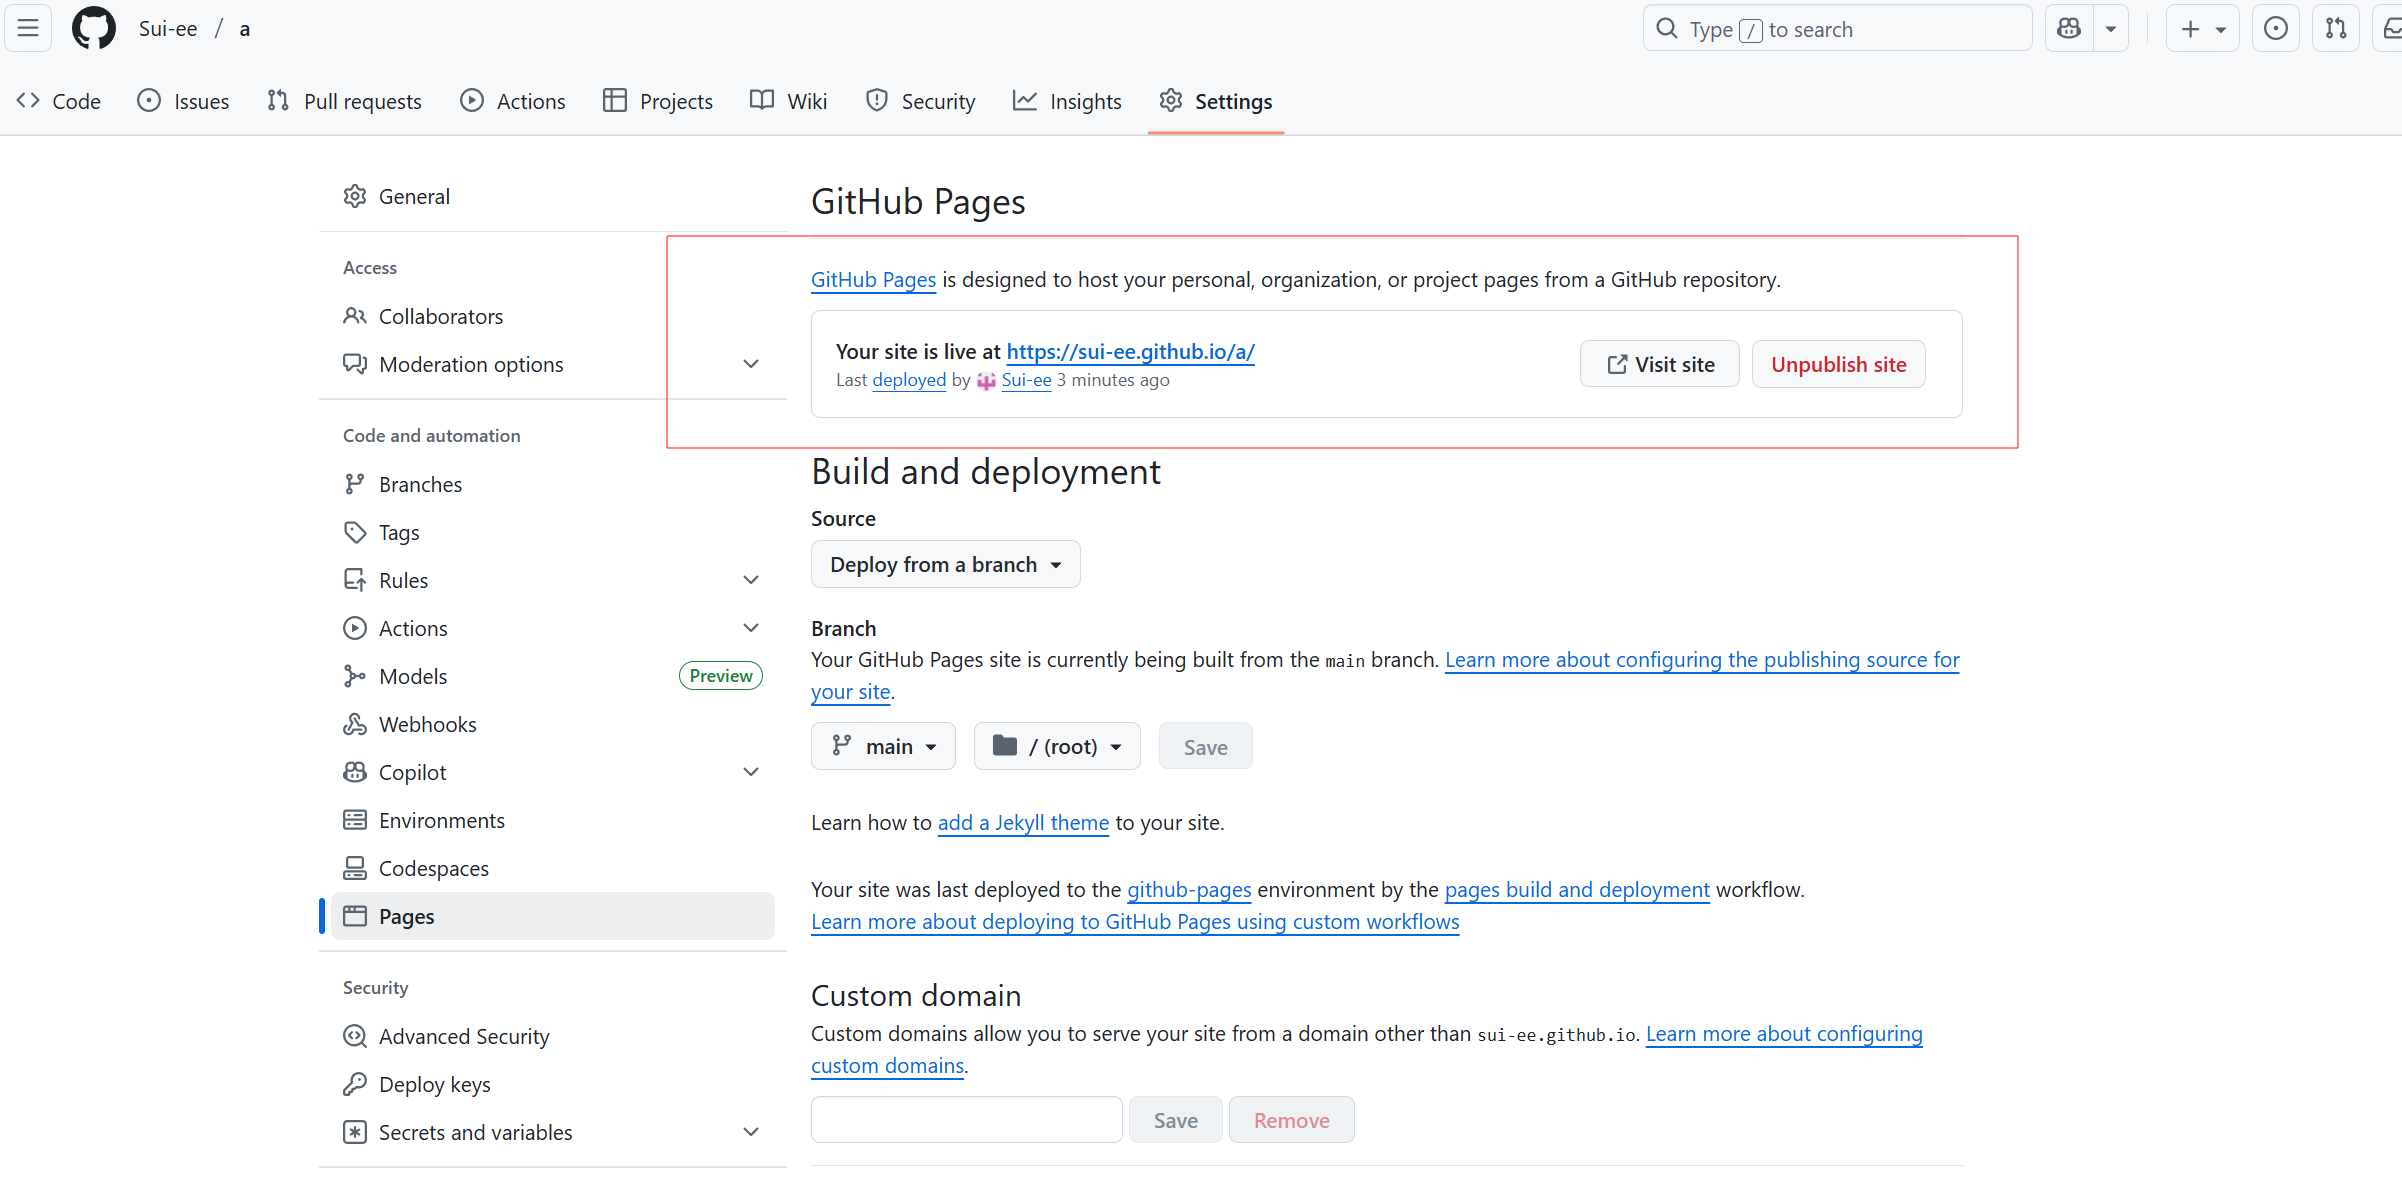 Sui-ee / a
Type / to search
Code
Issues
Pull requests
Actions
Projects
Wiki
Security
Insights
Settings
General
Access
Collaborators
Moderation options
Code and automation
Branches
Tags
Rules
Actions
Models
Preview
Webhooks
Copilot
Environments
Codespaces
Pages
Security
Advanced Security
Deploy keys
Secrets and variables
GitHub Pages
GitHub Pages is designed to host your personal, organization, or project pages from a GitHub repository.
Your site is live at https://sui-ee.github.io/a/
Last deployed by Sui-ee 3 minutes ago
Visit site
Unpublish site
Build and deployment
Source
Deploy from a branch
Branch
Your GitHub Pages site is currently being built from the main branch. Learn more about configuring the publishing source for
your site.
main
/ (root)
Save
Learn how to add a Jekyll theme to your site.
Your site was last deployed to the github-pages environment by the pages build and deployment workflow.
Learn more about deploying to GitHub Pages using custom workflows
Custom domain
Custom domains allow you to serve your site from a domain other than sui-ee.github.io. Learn more about configuring
custom domains.
Save
Remove